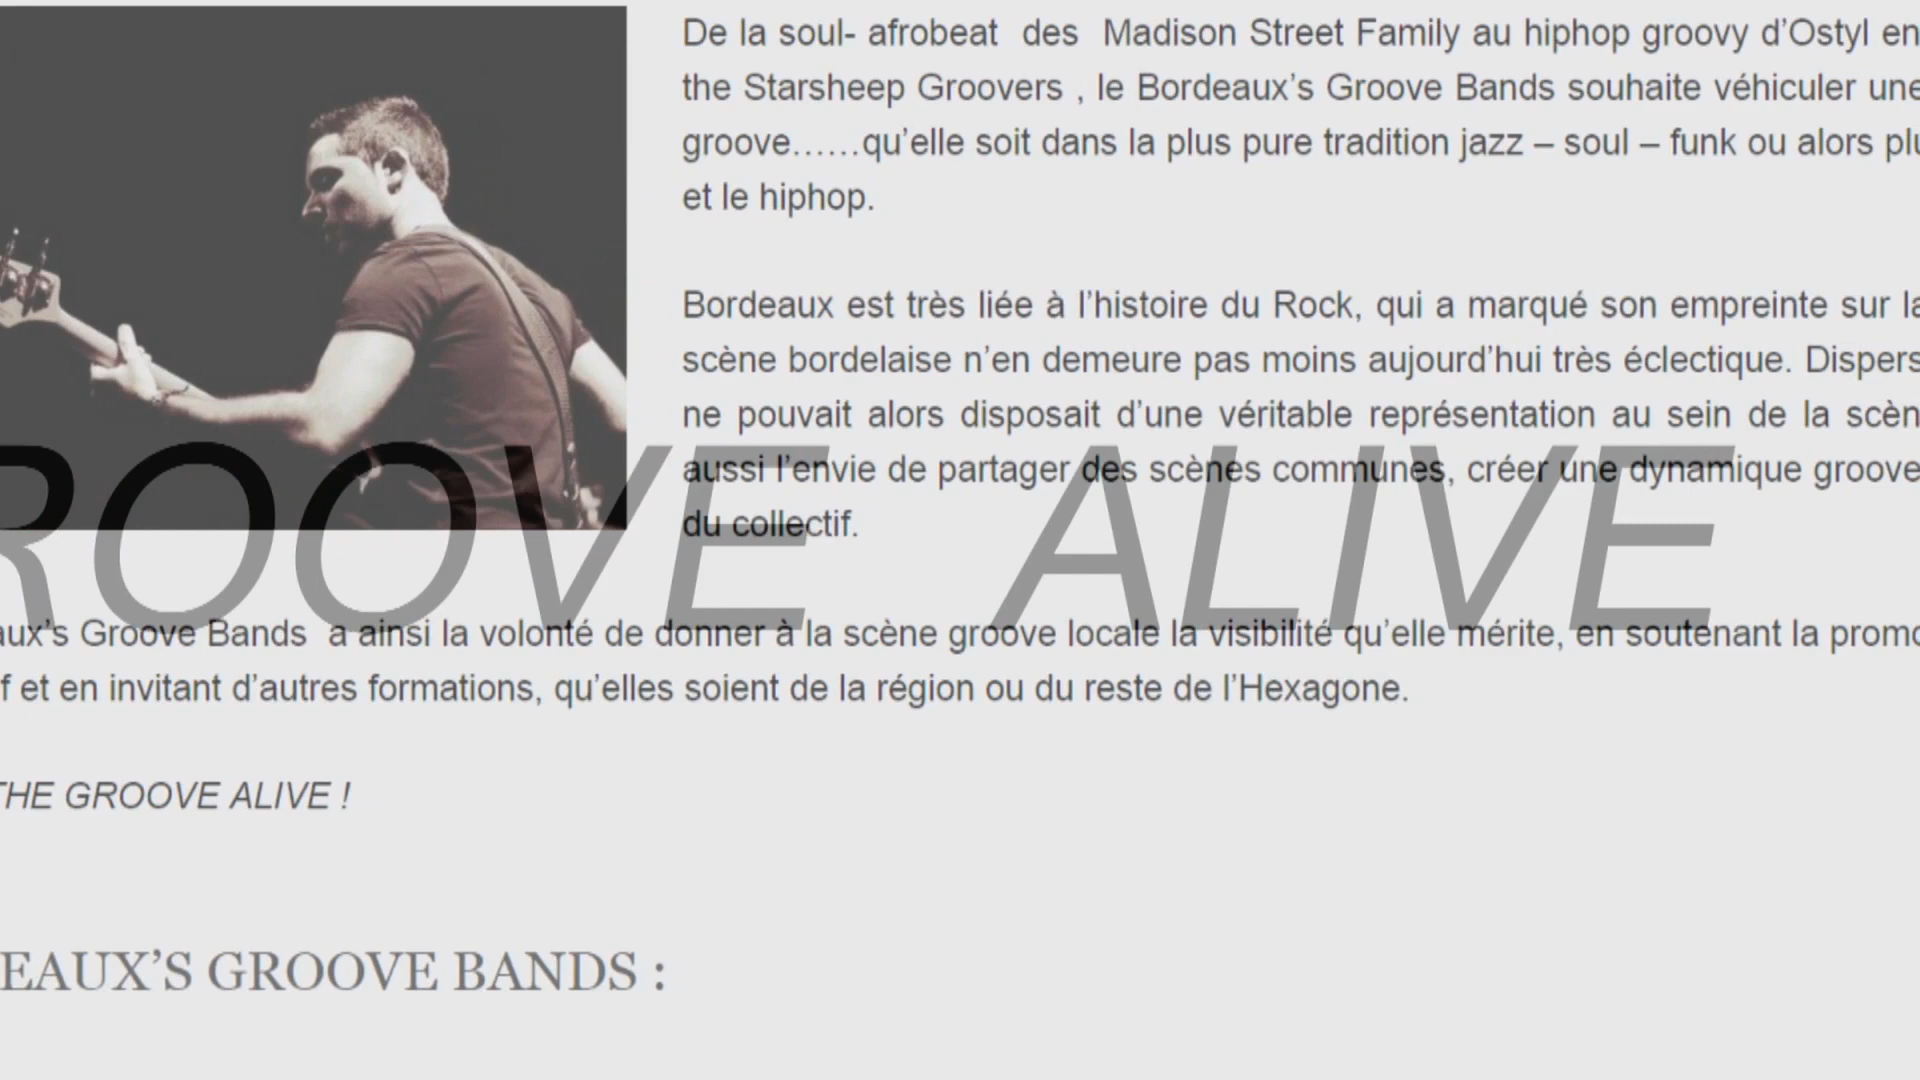 De la soul- afrobeat des Madison Street Family au hiphop groovy d’Ostyl en
the Starsheep Groovers , le Bordeaux’s Groove Bands souhaite véhiculer une
groove……qu’elle soit dans la plus pure tradition jazz – soul – funk ou alors
et le hiphop.
Bordeaux est très liée à l’histoire du Rock, qui a marqué son empreinte sur la
scène bordelaise n’en demeure pas moins aujourd’hui très éclectique.
ne pouvait alors disposait d’une véritable représentation au sein de la
aussi l’envie de partager des scènes communes, créer une dynamique groove
du collectif.
ROOVE ALIVE
aux’s Groove Bands a ainsi la volonté de donner à la scène groove locale la visibilité qu’elle mérite, en soutenant la
f et en invitant d’autres formations, qu’elles soient de la région ou du reste de l’Hexagone.
THE GROOVE ALIVE !
EAUX’S GROOVE BANDS :